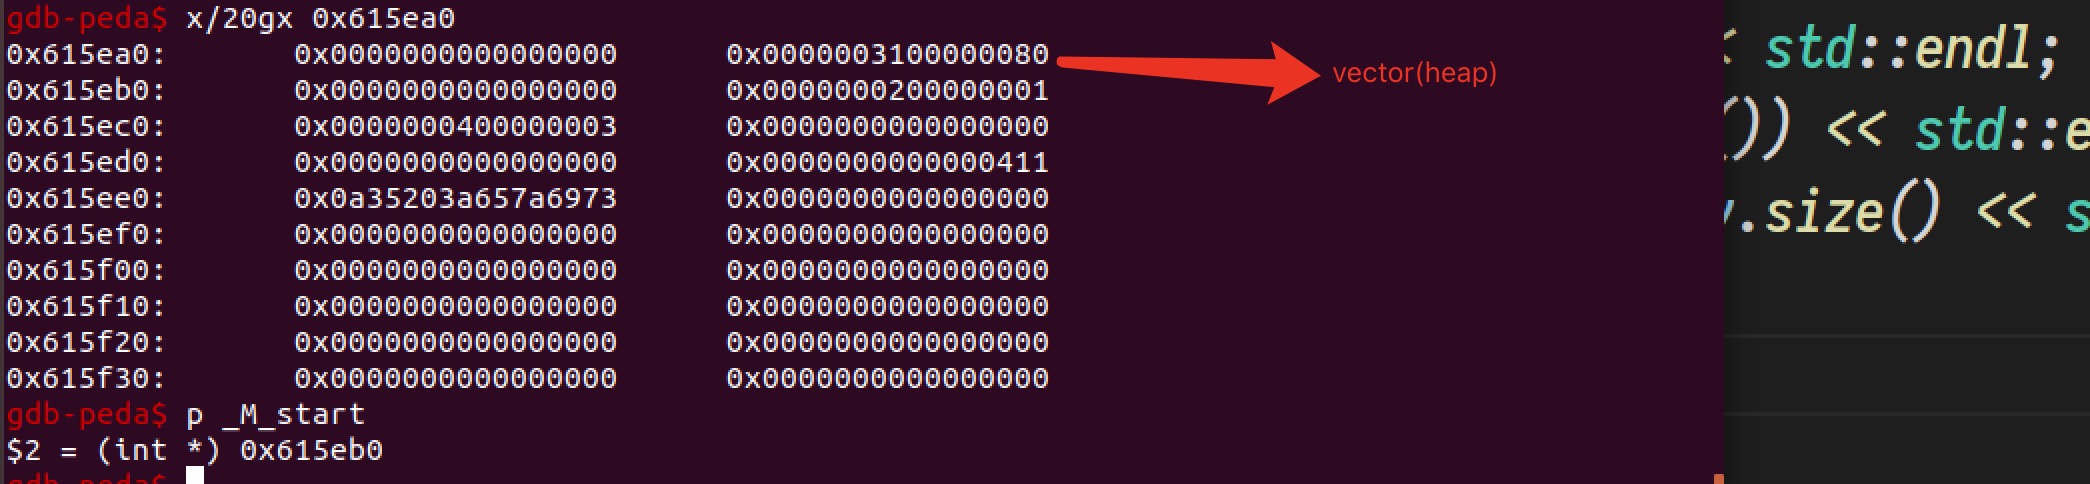 gdb-peda$ x/20gx 0x615ea0
0x615ea0: 0x0000000000000000 0x0000003100000080
vector(heap)
0x615eb0: 0x0000000000000000 0x0000000200000001
0x615ec0: 0x0000000400000003 0x0000000000000000
0x615ed0: 0x0000000000000000 0x0000000000000411
0x615ee0: 0x0a35203a657a6973 0x0000000000000000
0x615ef0: 0x0000000000000000 0x0000000000000000
0x615f00: 0x0000000000000000 0x0000000000000000
0x615f10: 0x0000000000000000 0x0000000000000000
0x615f20: 0x0000000000000000 0x0000000000000000
0x615f30: 0x0000000000000000 0x0000000000000000
gdb-peda$ p _M_start
$2 = (int *) 0x615eb0
< std::endl;
()) << std::e
.size() << s